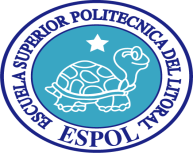 ESCUELA SUPERIOR POLITECNICA DEL LITORAL
ESPOL